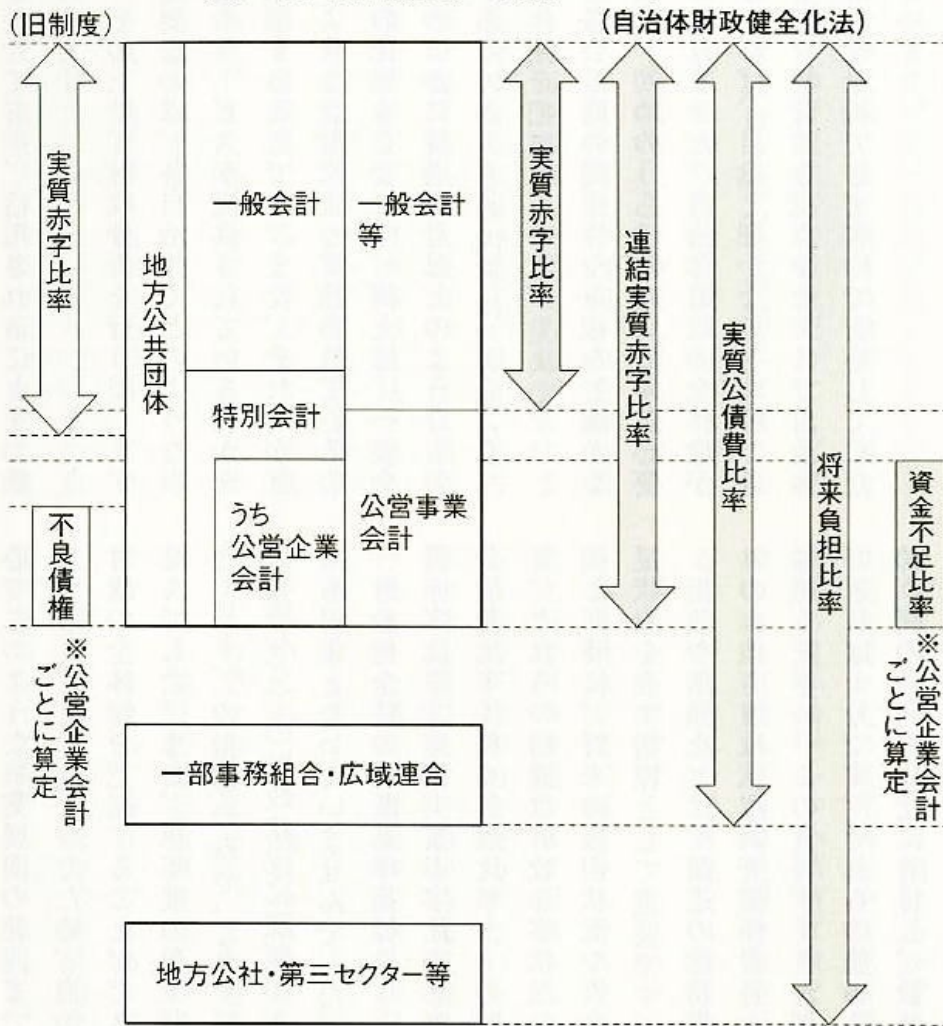 (旧制度)
(自治体財政健全化法)
実質赤字比率
不良債権
※公営企業会計
ごとに算定
地方公共団体
一般会計
特別会計
うち
公営企業
会計
一般会計
等
公営事業
会計
一部事務組合・広域連合
地方公社・第三セクター等
実質赤字比率
連結実質赤字比率
実質公債費比率
将来負担比率
資金不足比率
※公営企業会計
ごとに算定